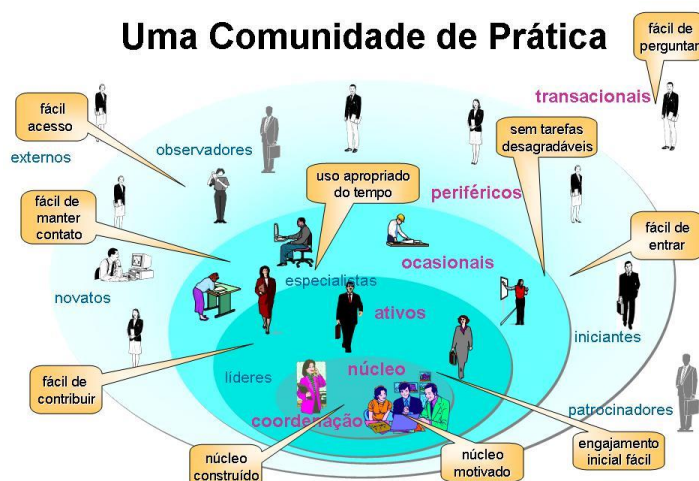 Uma Comunidade de Prática
fácil de
perguntar
transacionais
fácil
acesso
externos
observadores
sem tarefas
desagradáveis
uso apropriado
do tempo
periféricos
fácil de
manter
contato
fácil de
entrar
ocasionais
especialistas
novatos
ativos
iniciantes
fácil de
contribuir
líderes
núcleo
coordenação
patrocinadores
núcleo
construído
núcleo
motivado
engajamento
inicial fácil